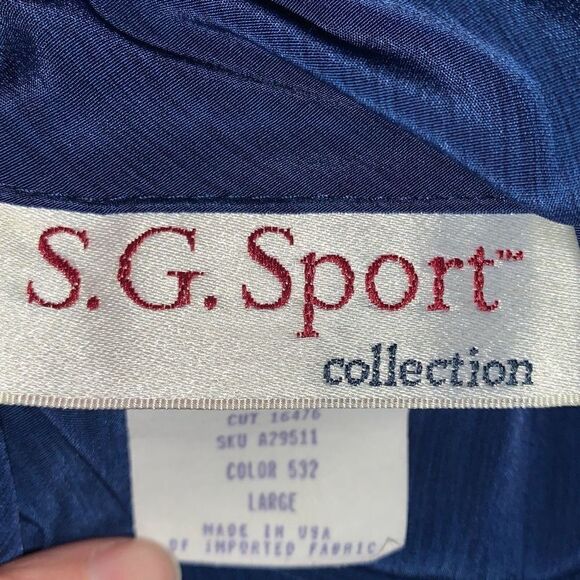 S.G. Sport™
collection
CUT 16476
SKU A29511
COLOR 532
LARGE
MADE IN USA
OF IMPORTED FABRIC